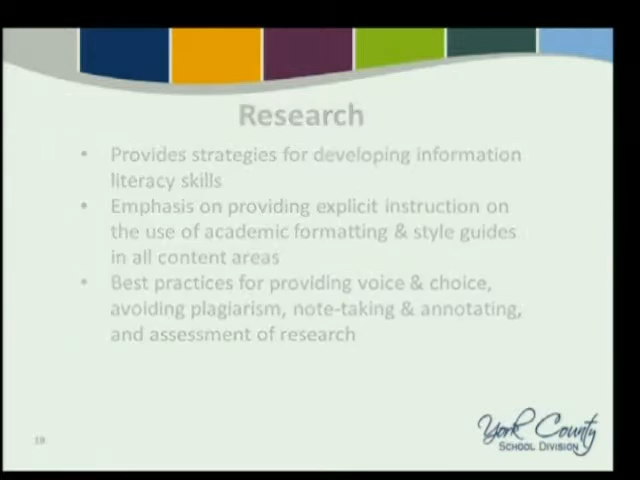 Research
• Provides strategies for developing information
literacy skills
• Emphasis on providing explicit instruction on
the use of academic formatting & style guides
in all content areas
• Best practices for providing voice & choice,
avoiding plagiarism, note-taking & annotating,
and assessment of research
York County
SCHOOL DIVISION